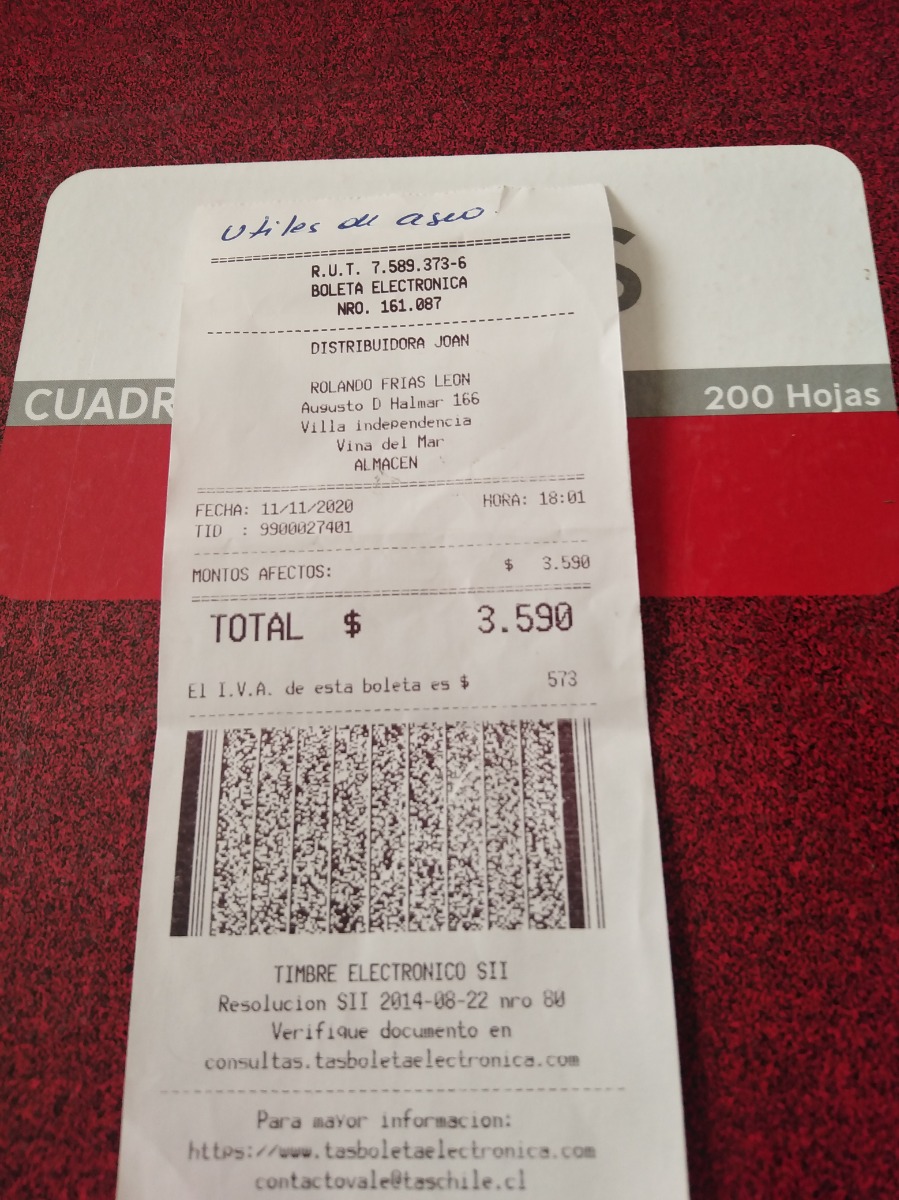 Utiles de aseo.
R.U.T. 7.589.373-6
BOLETA ELECTRONICA
NRO. 161.087
DISTRIBUIDORA JOAN
ROLANDO FRIAS LEON
Augusto D Halmar 166
Villa independencia
Vina del Mar
ALMACEN
FECHA: 11/11/2020 HORA: 18:01
TID : 9900027401
MONTOS AFECTOS: $ 3.590
TOTAL $ 3.590
El I.V.A. de esta boleta es $ 573
TIMBRE ELECTRONICO SII
Resolucion SII 2014-08-22 nro 80
Verifique documento en
consultas.tasboletaelectronica.com
Para mayor informacion:
https://www.tasboletaelectronica.com
contactovale@taschile.cl
S
CUADR
200 Hojas